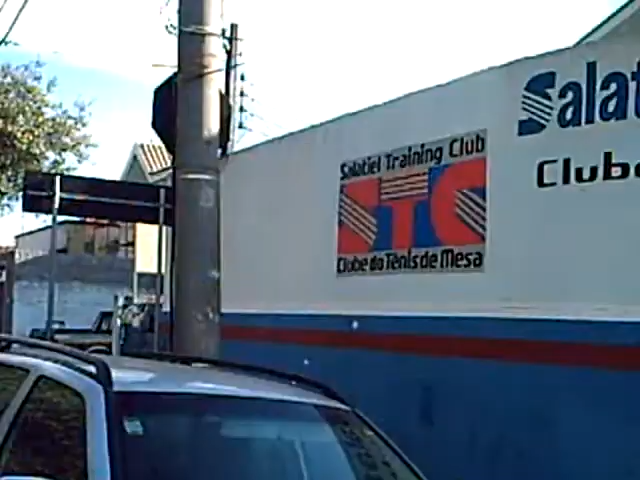 Salatiel Training Club
STC
Clube do Tênis de Mesa
Salat
Clube